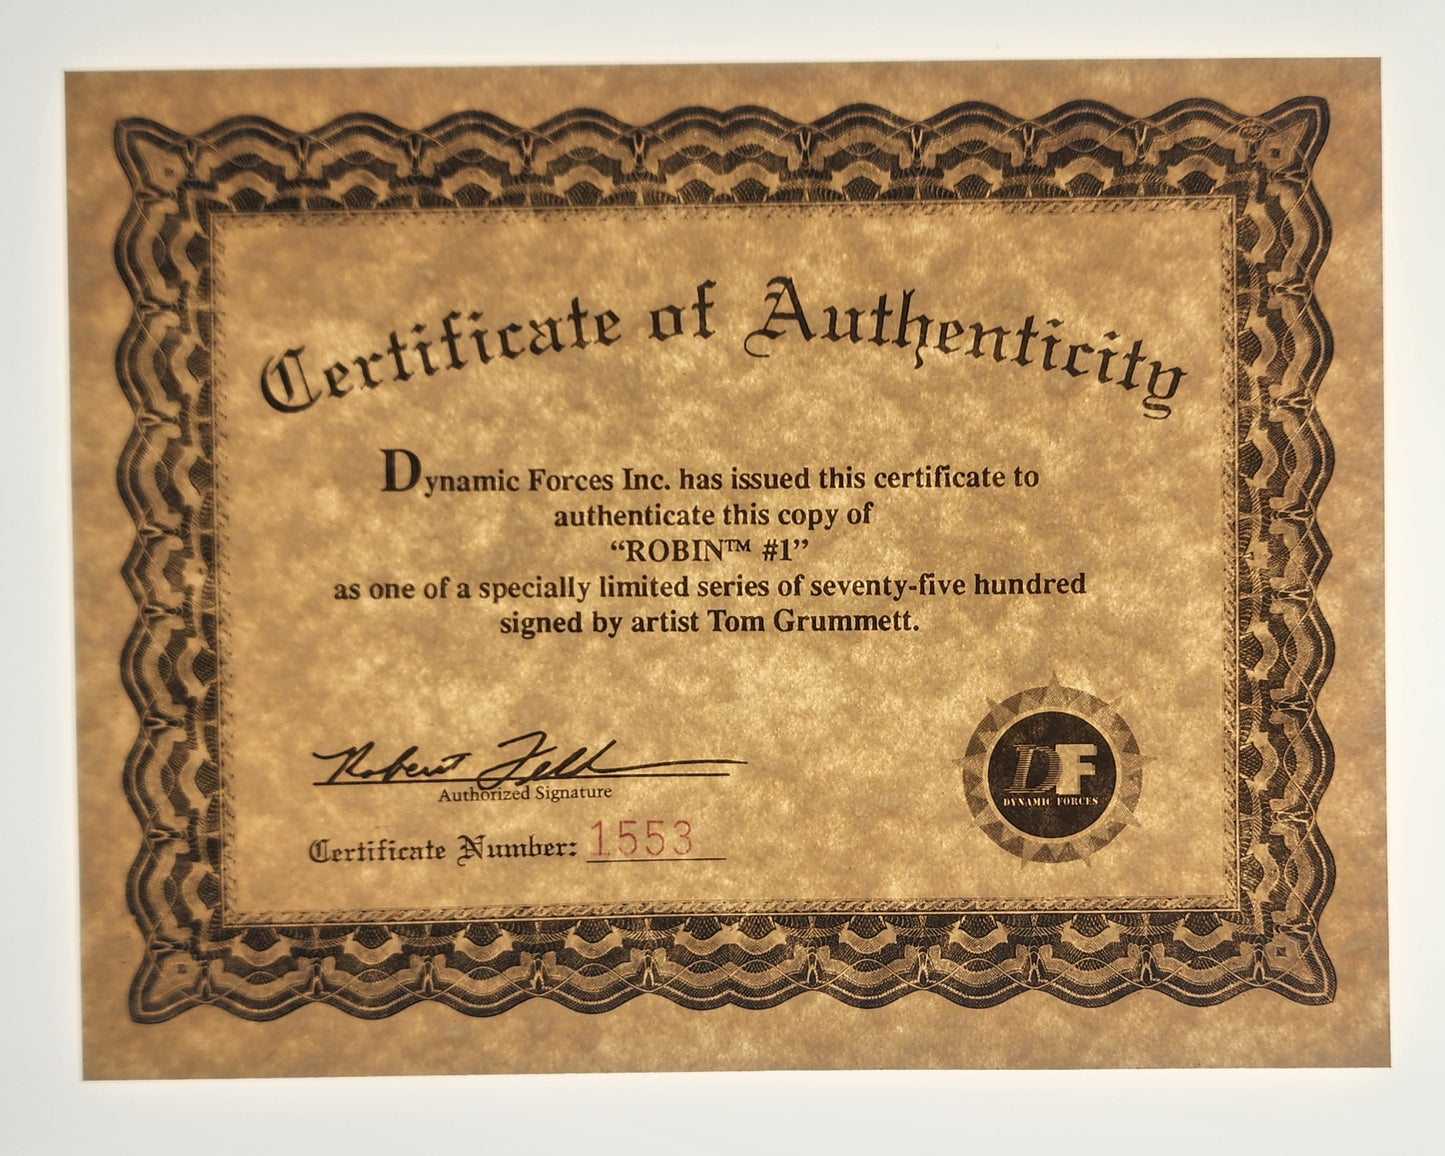 Certificate of Authenticity
Dynamic Forces Inc. has issued this certificate to
authenticate this copy of
“ROBIN™ #1”
as one of a specially limited series of seventy-five hundred
signed by artist Tom Grummett.
Robert Fell
Authorized Signature
Certificate Number: 1553
DF
DYNAMIC FORCES